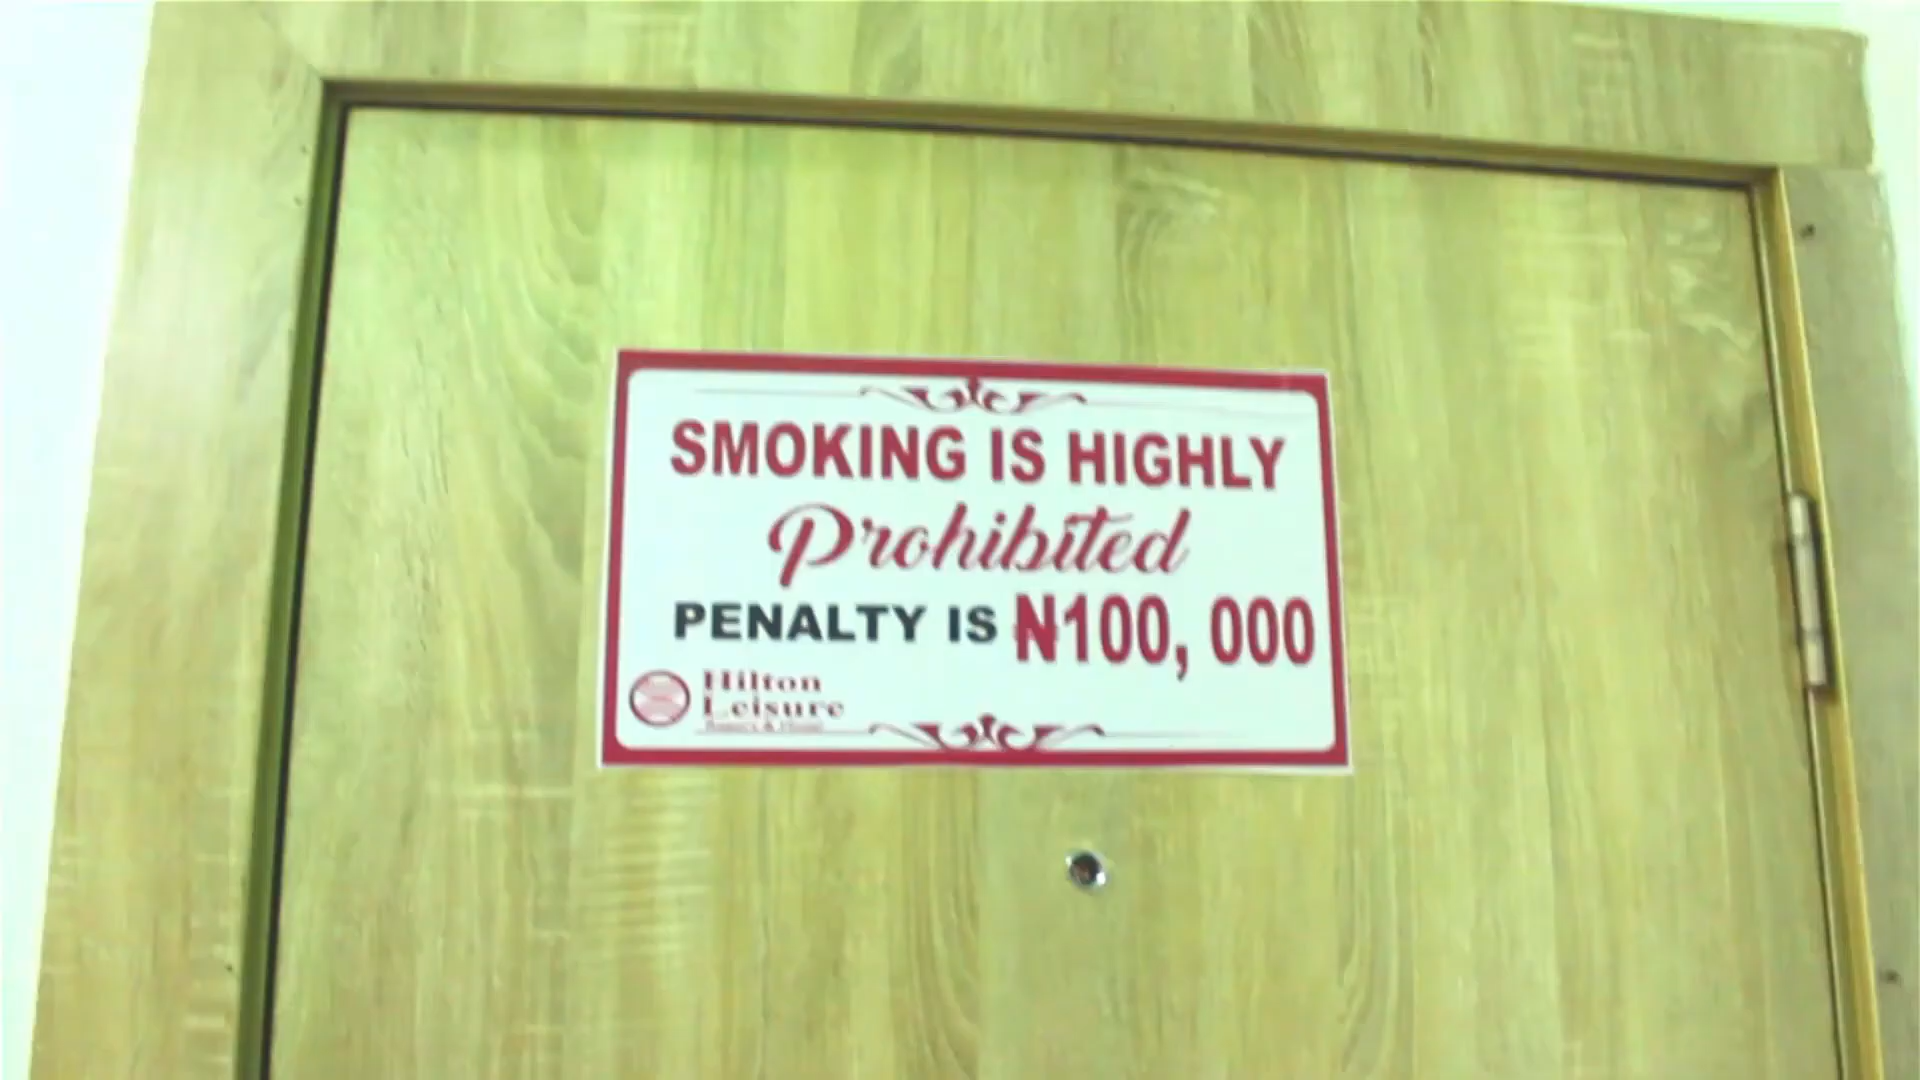 SMOKING IS HIGHLY
Prohibited
PENALTY IS ₦100, 000
Hilton
Leisure